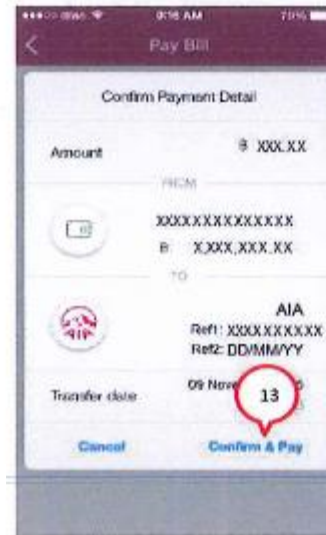 9:16 AM
Pay Bill
Confirm Payment Detail
Amount ฿ XXX.XX
FROM
XXXXXXXXXXXXXX
฿ X,XXX,XXX.XX
TO
AIA
AIA
Ref1: XXXXXXXXXX
Ref2: DD/MM/YY
Transfer date 09
13
Cancel Confirm & Pay